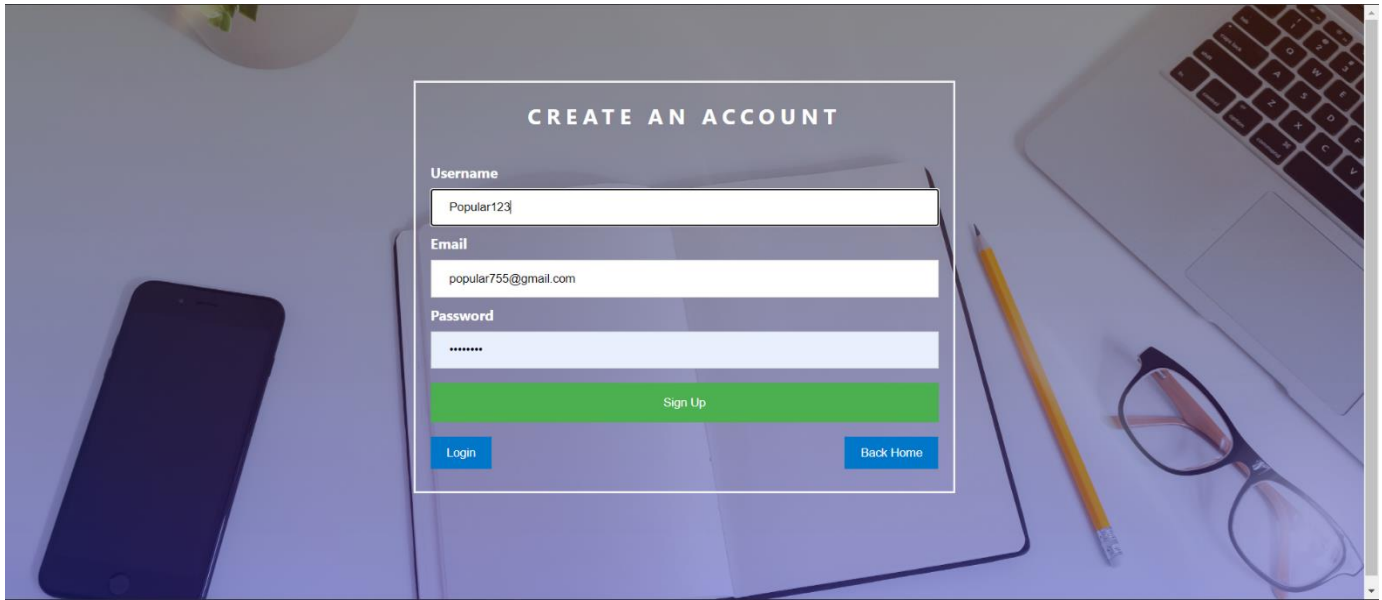 CREATE AN ACCOUNT
Username
Popular123
Email
popular755@gmail.com
Password
••••••••
Sign Up
Login
Back Home